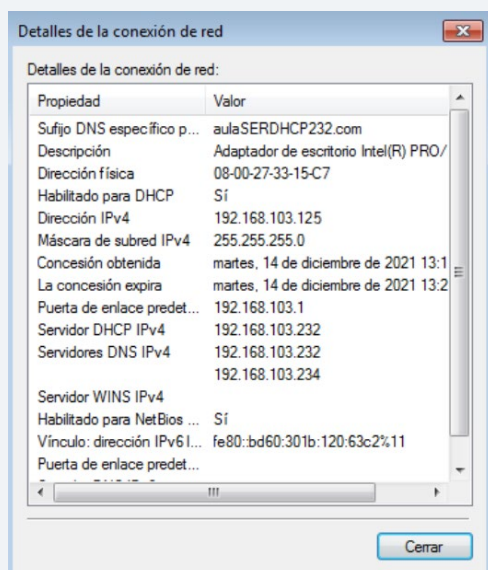 Detalles de la conexión de red
Detalles de la conexión de red:
Propiedad Valor
Sufijo DNS específico p... aulaSERDHCP232.com
Descripción Adaptador de escritorio Intel(R) PRO/
Dirección física 08-00-27-33-15-C7
Habilitado para DHCP Sí
Dirección IPv4 192.168.103.125
Máscara de subred IPv4 255.255.255.0
Concesión obtenida martes, 14 de diciembre de 2021 13:1
La concesión expira martes, 14 de diciembre de 2021 13:2
Puerta de enlace predet... 192.168.103.1
Servidor DHCP IPv4 192.168.103.232
Servidores DNS IPv4 192.168.103.232
192.168.103.234
Servidor WINS IPv4
Habilitado para NetBios ... Sí
Vínculo: dirección IPv6 l... fe80::bd60:301b:120:63c2%11
Puerta de enlace predet...
Cerrar